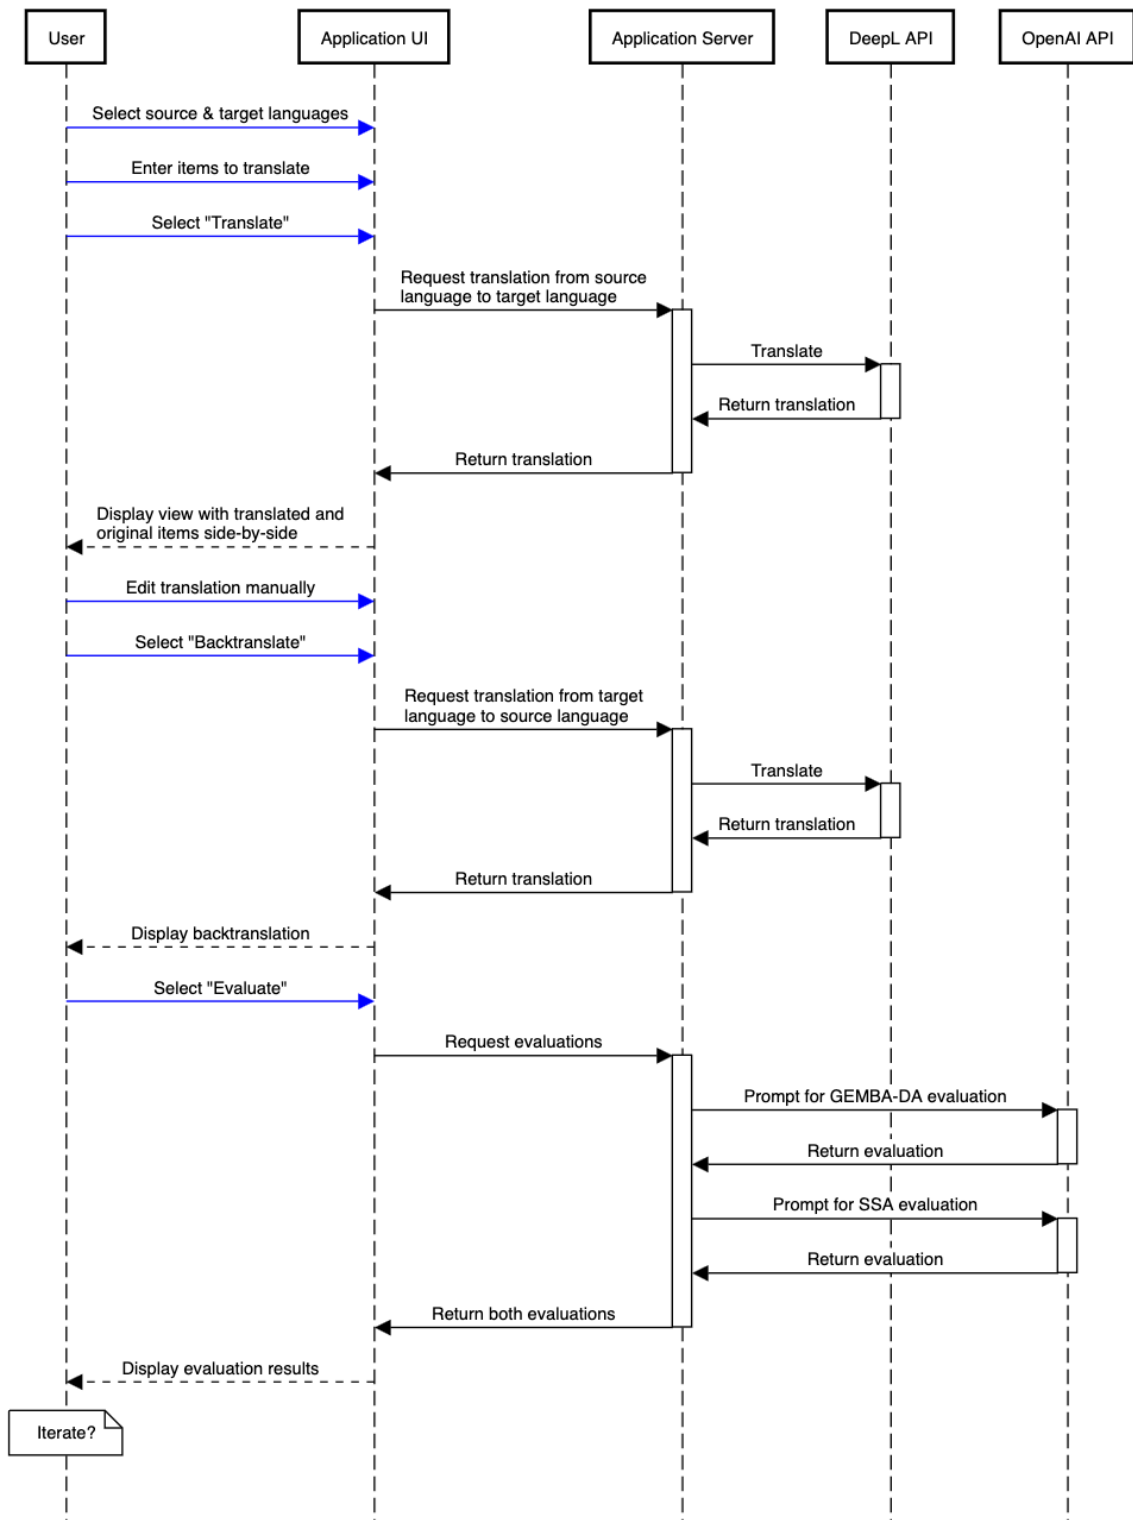 User
Application UI
Application Server
DeepL API
OpenAI API
Select source & target languages
Enter items to translate
Select "Translate"
Request translation from source
language to target language
Translate
Return translation
Return translation
Display view with translated and
original items side-by-side
Edit translation manually
Select "Backtranslate"
Request translation from target
language to source language
Translate
Return translation
Return translation
Display backtranslation
Select "Evaluate"
Request evaluations
Prompt for GEMBA-DA evaluation
Return evaluation
Prompt for SSA evaluation
Return evaluation
Return both evaluations
Display evaluation results
Iterate?